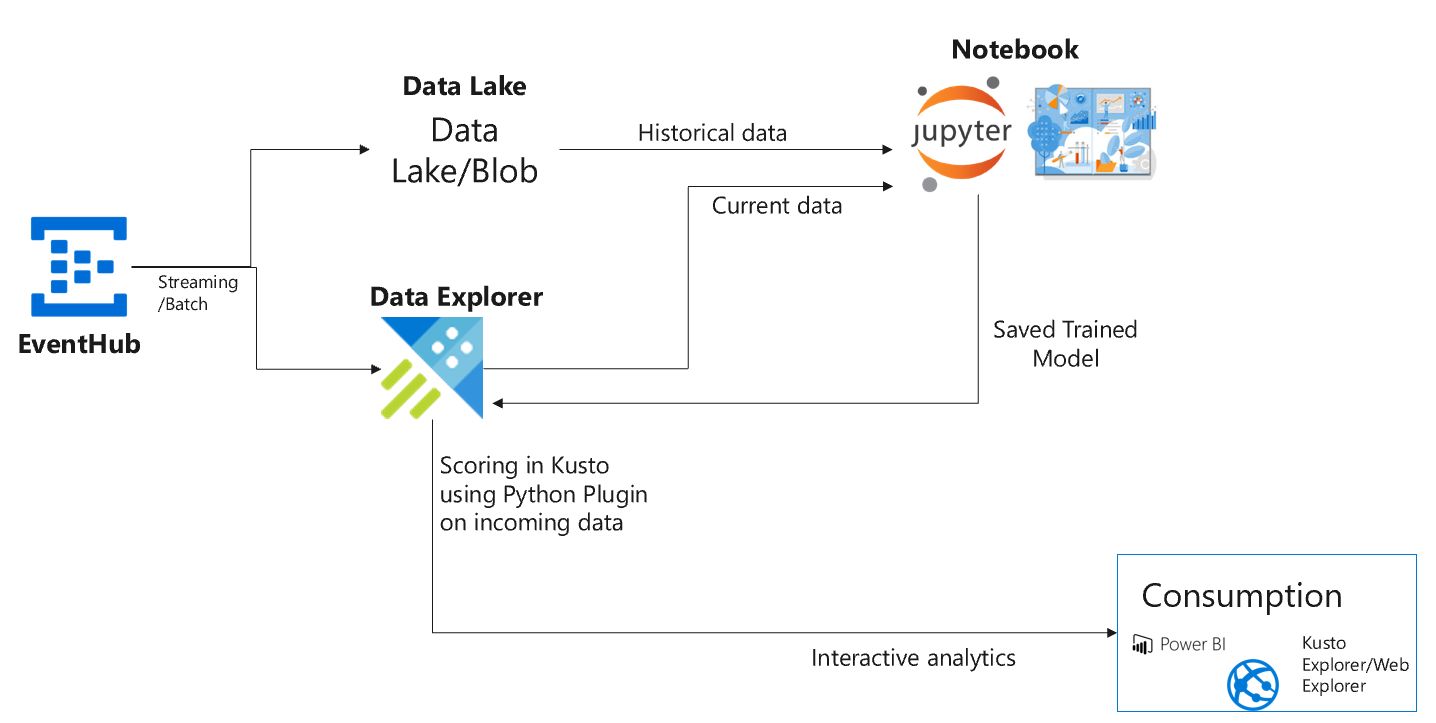 Notebook
Data Lake
Data
Lake/Blob
Historical data
jupyter
Current data
Streaming
/Batch
EventHub
Data Explorer
Saved Trained
Model
Scoring in Kusto
using Python Plugin
on incoming data
Interactive analytics
Consumption
Power BI
Kusto
Explorer/Web
Explorer